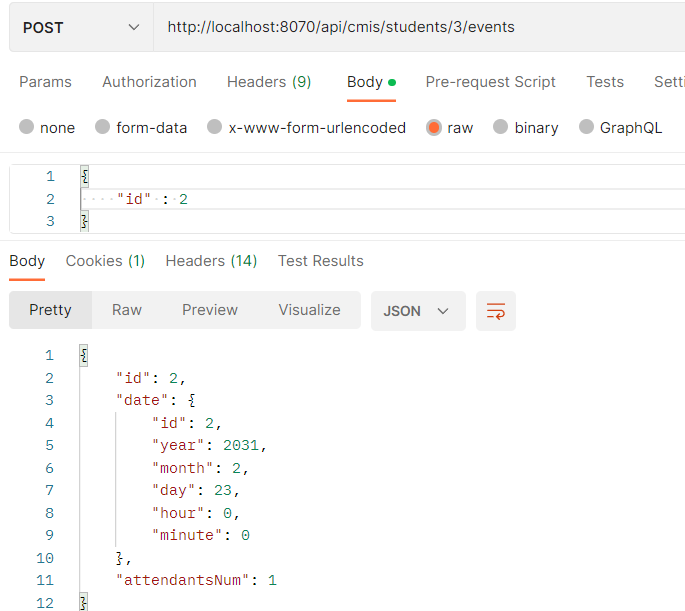 POST http://localhost:8070/api/cmis/students/3/events
Params Authorization Headers (9) Body Pre-request Script Tests Setti
none form-data x-www-form-urlencoded raw binary GraphQL
1 {
2 "id" : 2
3 }
Body Cookies (1) Headers (14) Test Results
Pretty Raw Preview Visualize JSON
1 {
2 "id": 2,
3 "date": {
4 "id": 2,
5 "year": 2031,
6 "month": 2,
7 "day": 23,
8 "hour": 0,
9 "minute": 0
10 },
11 "attendantsNum": 1
12 }